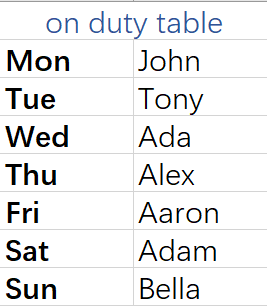 on duty table
Mon John
Tue Tony
Wed Ada
Thu Alex
Fri Aaron
Sat Adam
Sun Bella